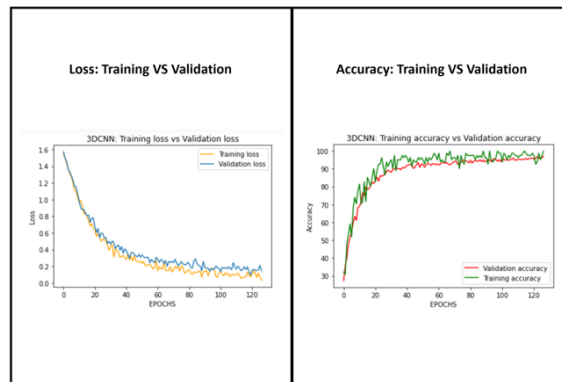 Loss: Training VS Validation
3DCNN: Training loss vs Validation loss
1.6
1.4
1.2
1.0
0.8
0.6
0.4
0.2
0.0
Loss
Training loss
Validation loss
0 20 40 60 80 100 120
EPOCHS
Accuracy: Training VS Validation
3DCNN: Training accuracy vs Validation accuracy
100
90
80
70
60
50
40
30
Accuracy
Validation accuracy
Training accuracy
0 20 40 60 80 100 120
EPOCHS